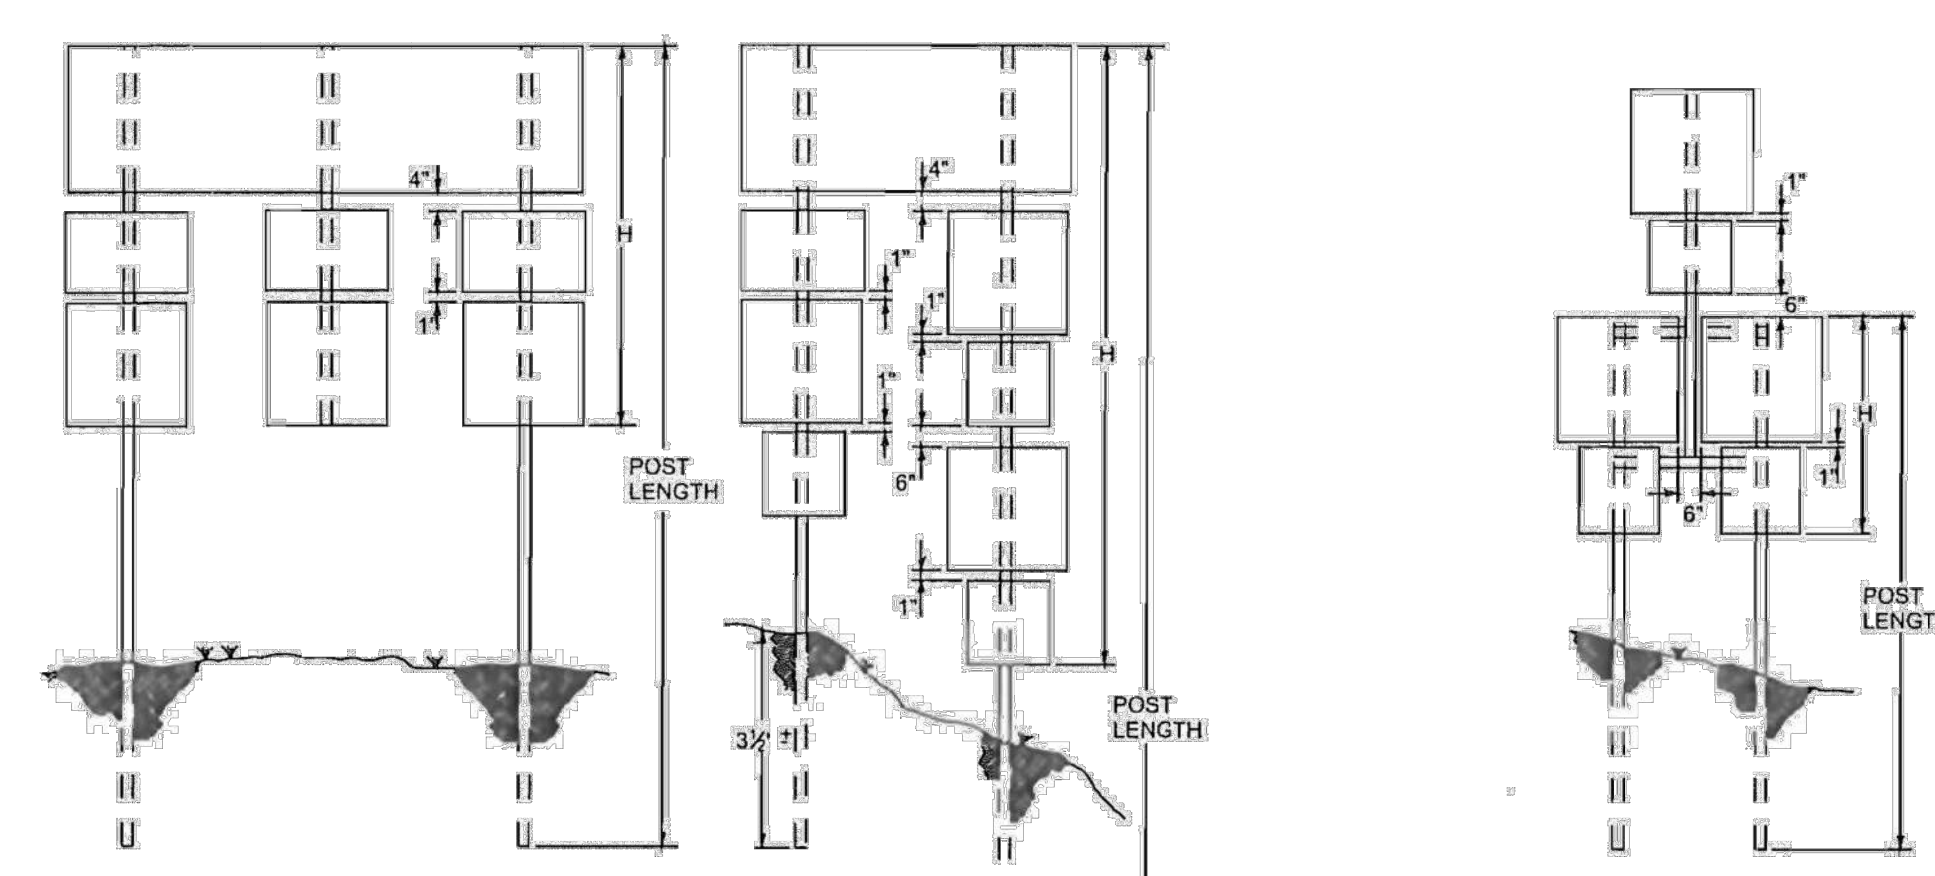 4"
H
1"
POST
LENGTH
4"
1"
1"
H
1"
6"
1"
3½' ±
POST
LENGTH
1"
6"
H
1"
6"
POST
LENGT